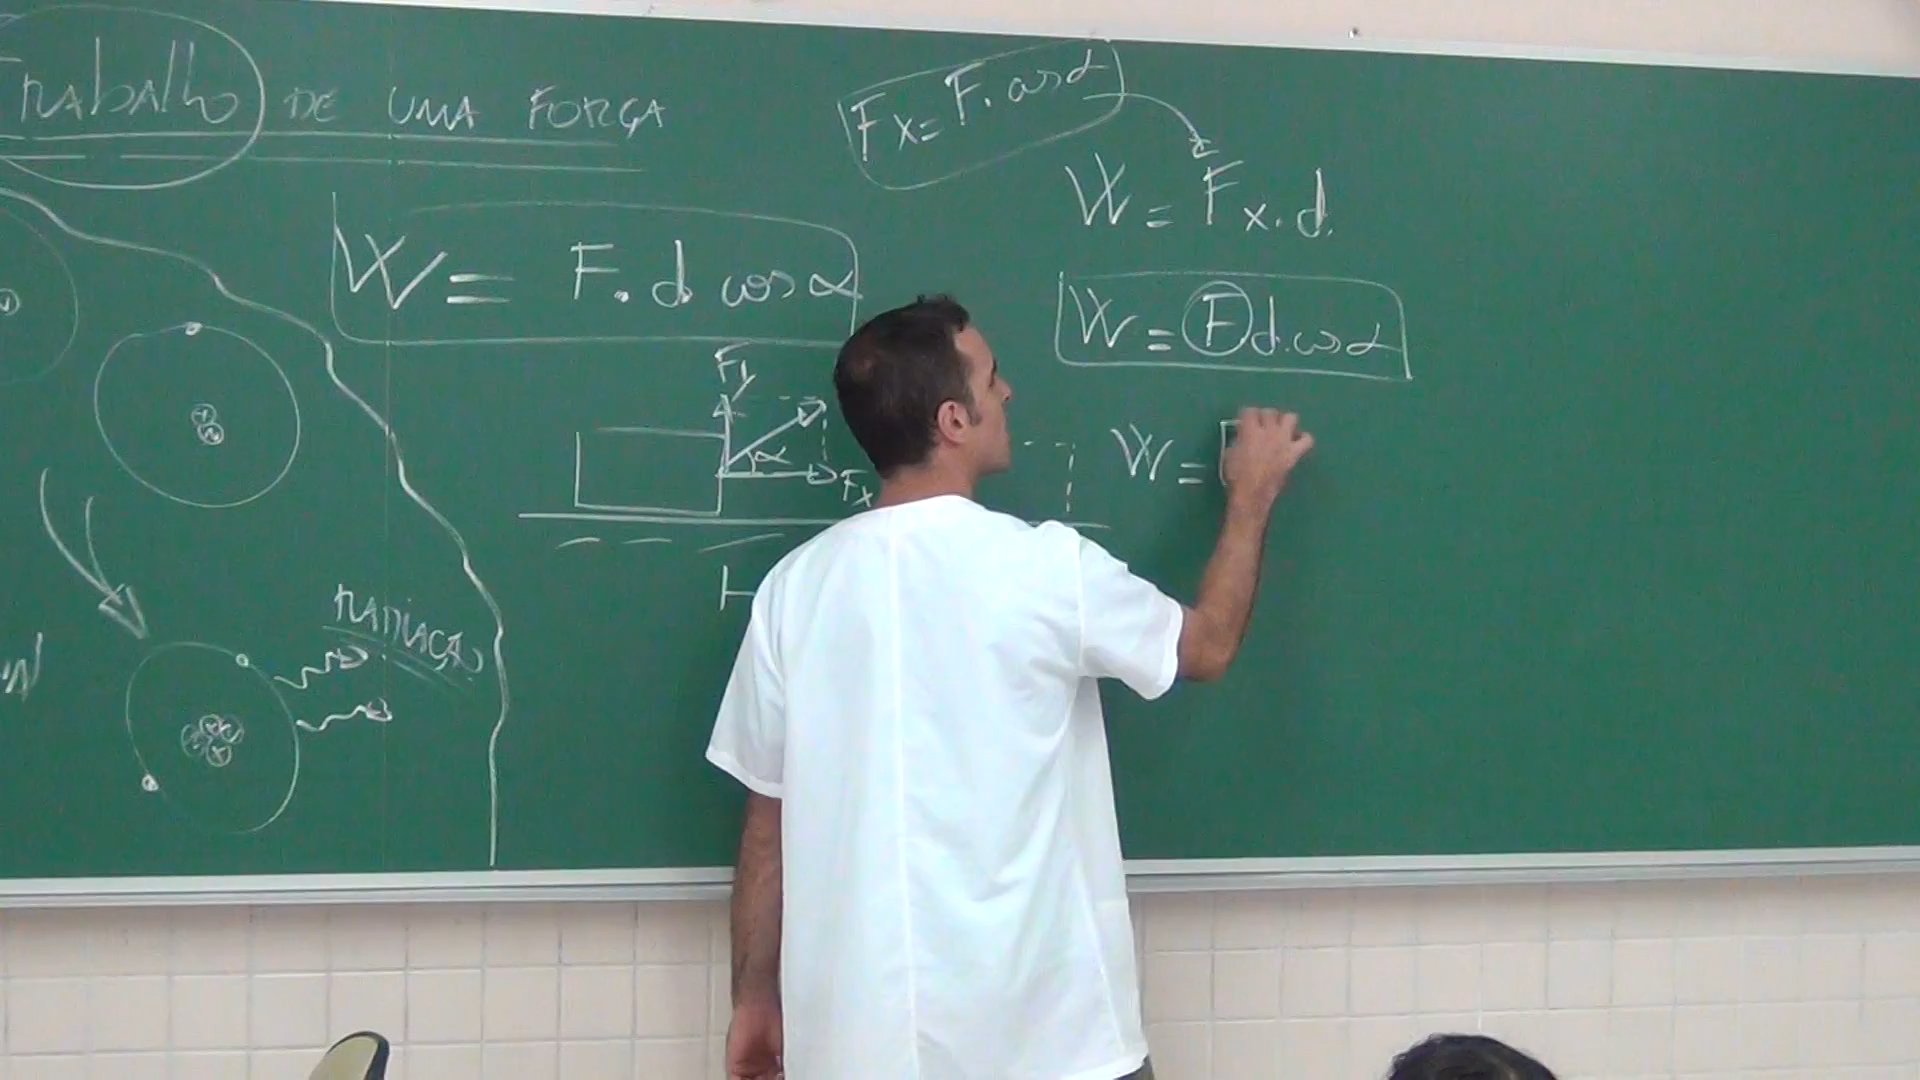 Trabalho DE UMA FORÇA
Fx = F. cos α
W = Fx. d.
W = F. d. cos α
W = F. d. cos α
Fy
α
Fx
W =
RADIAÇÃO